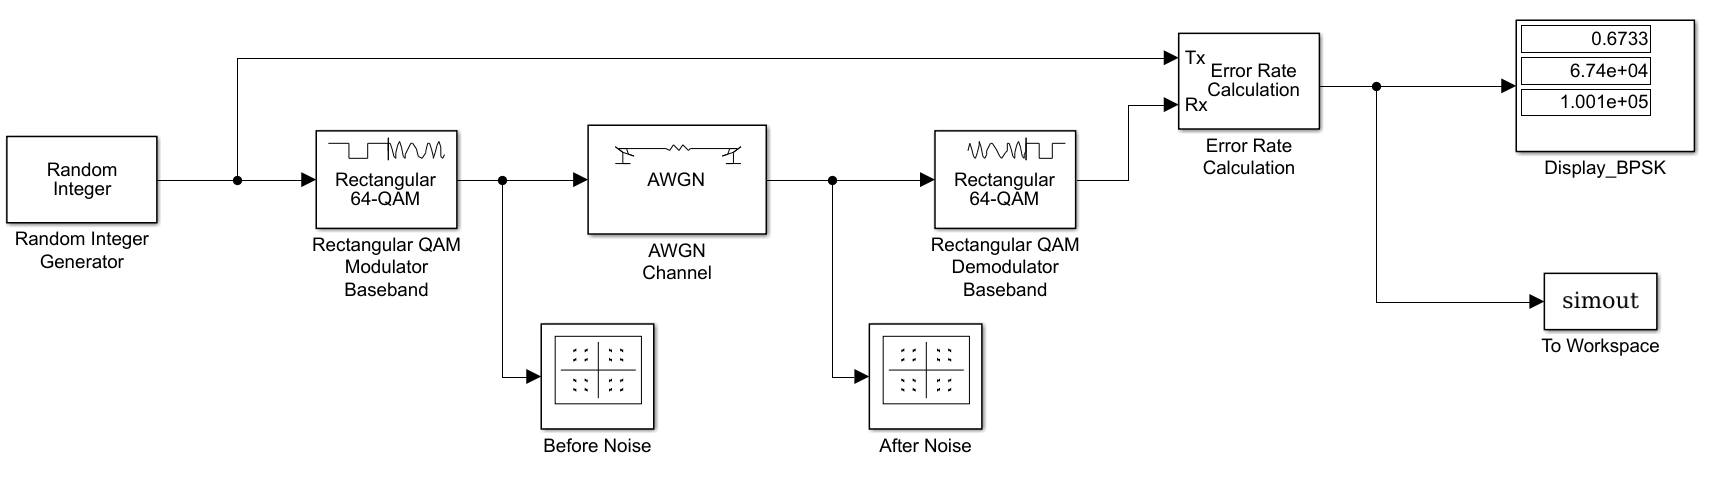 Random
Integer
Random Integer
Generator
Rectangular
64-QAM
Rectangular QAM
Modulator
Baseband
AWGN
AWGN
Channel
Rectangular
64-QAM
Rectangular QAM
Demodulator
Baseband
Before Noise
After Noise
Tx
Rx
Error Rate
Calculation
Error Rate
Calculation
0.6733
6.74e+04
1.001e+05
Display_BPSK
simout
To Workspace